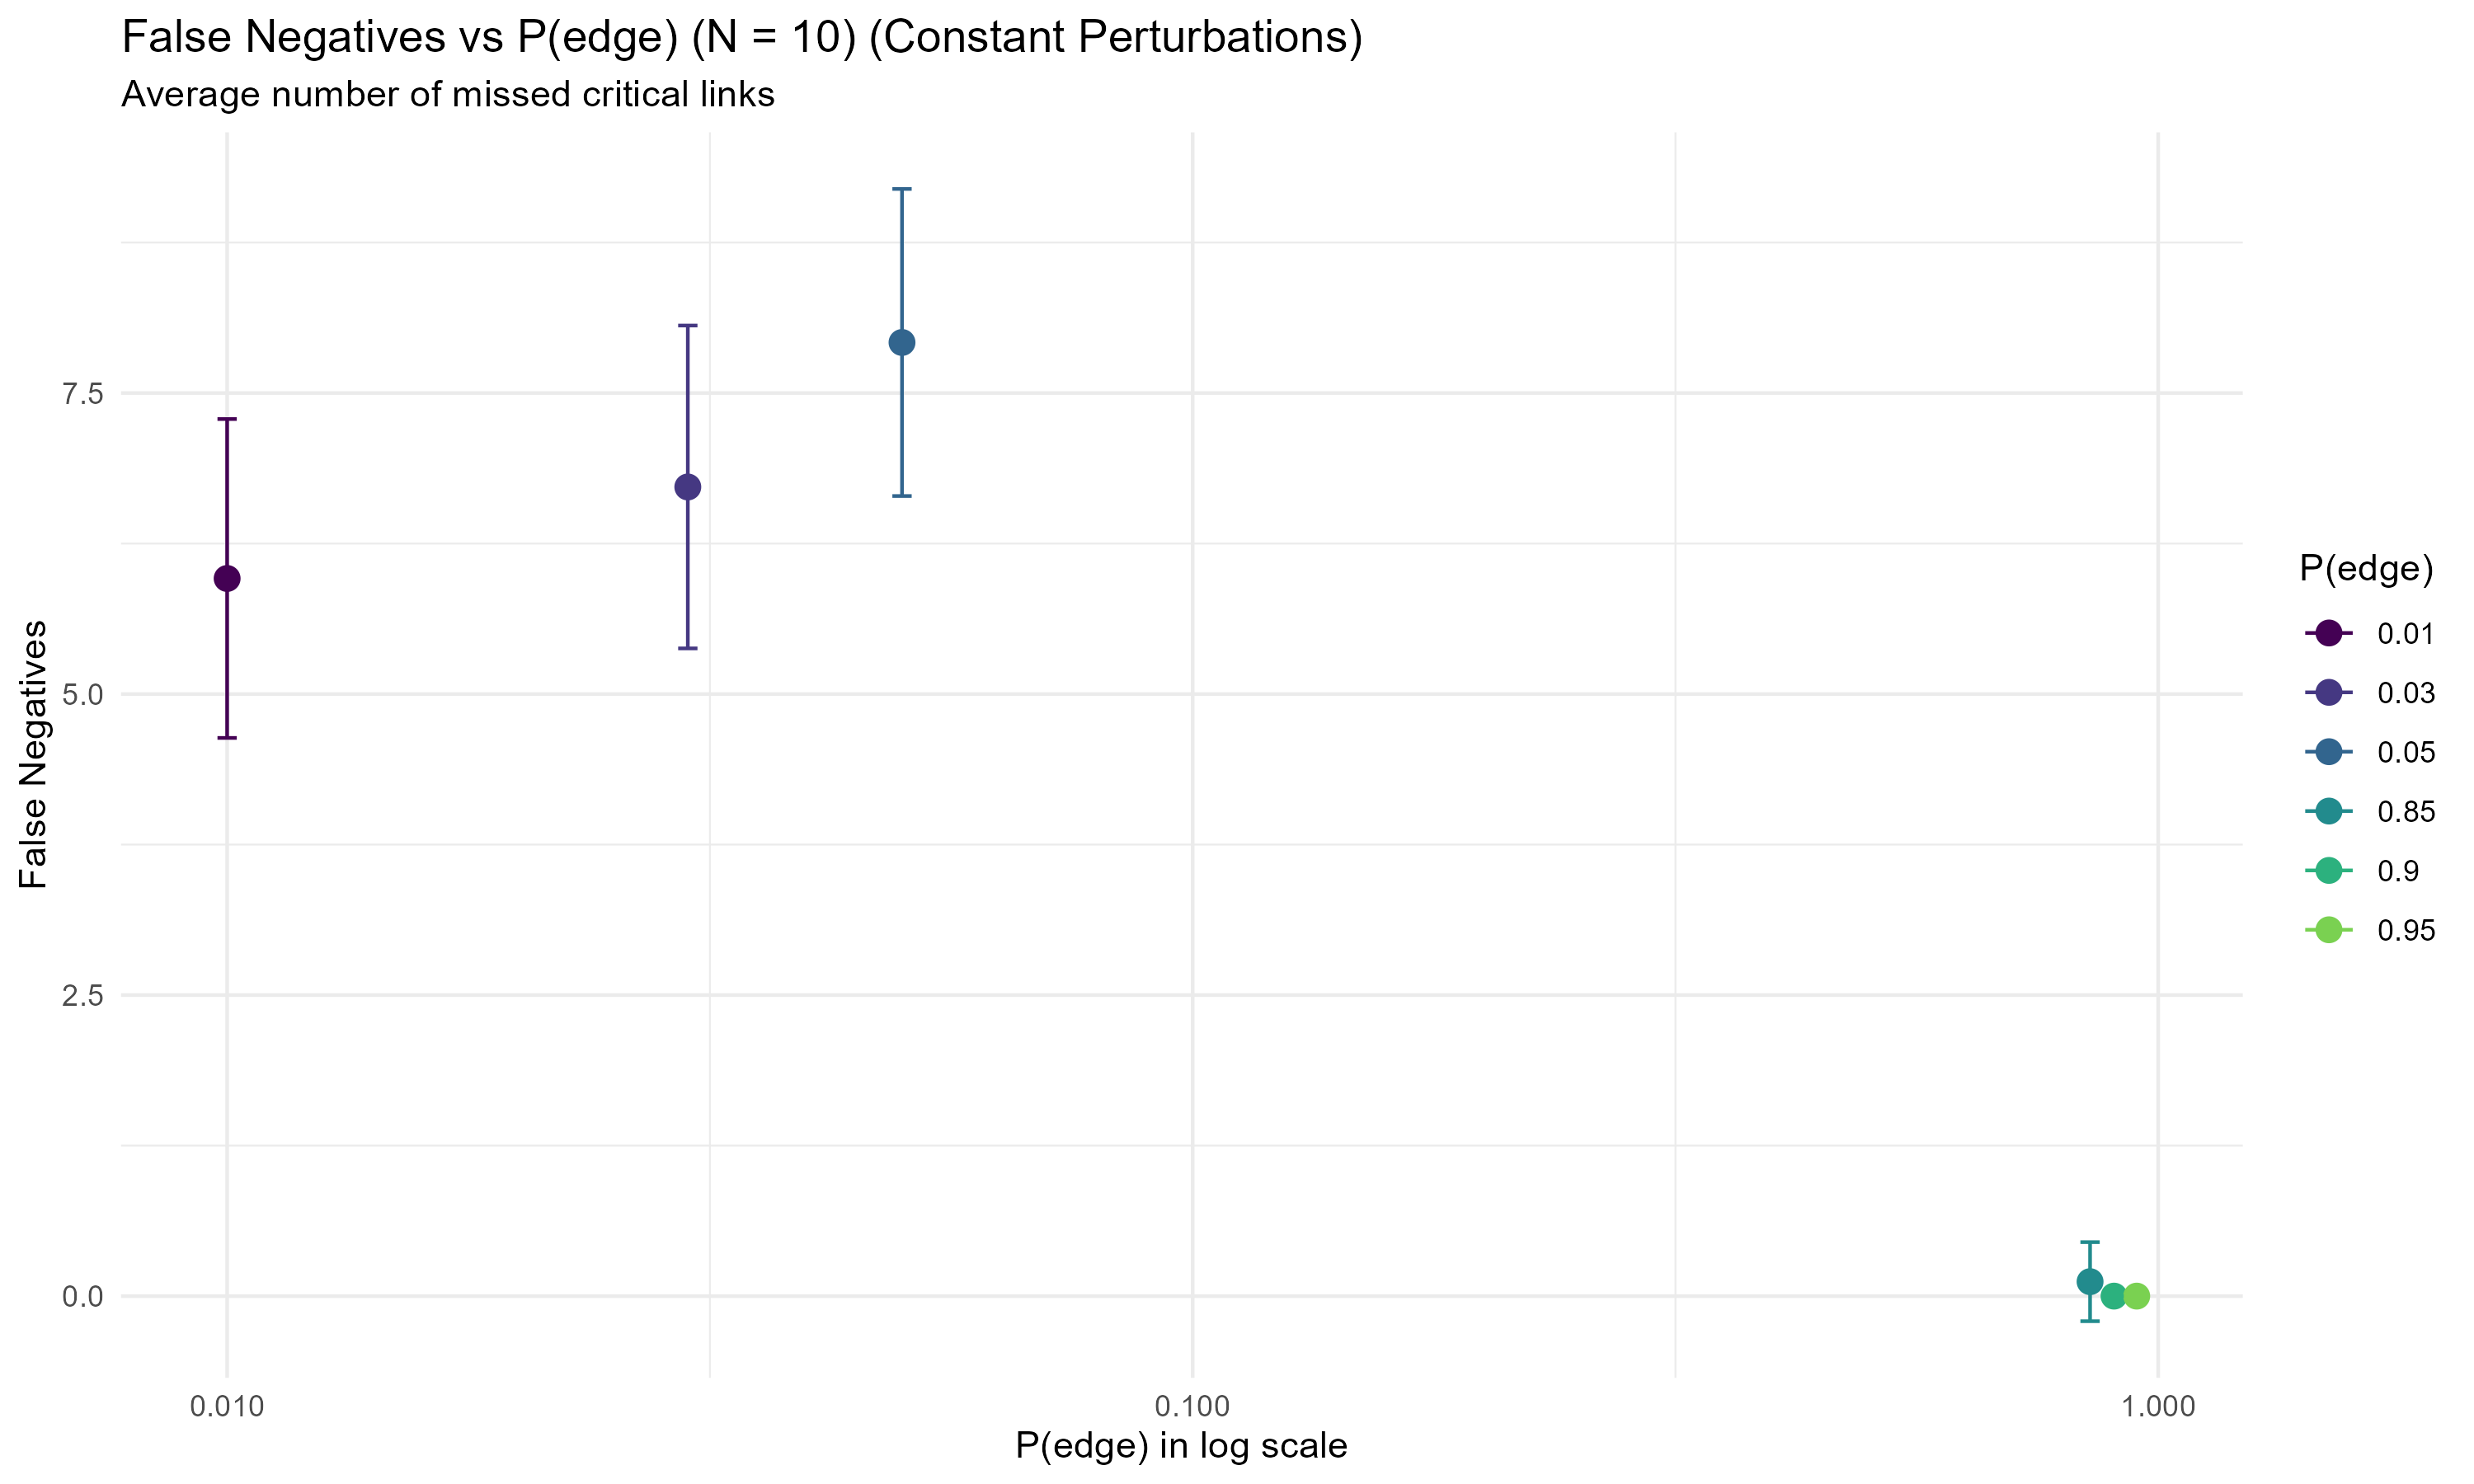 False Negatives vs P(edge) (N = 10) (Constant Perturbations)
Average number of missed critical links
False Negatives
7.5
5.0
2.5
0.0
0.010
0.100
1.000
P(edge) in log scale
P(edge)
0.01
0.03
0.05
0.85
0.9
0.95